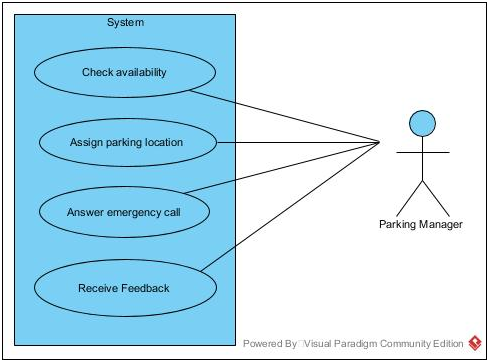 System
Check availability
Assign parking location
Answer emergency call
Receive Feedback
Parking Manager
Powered By Visual Paradigm Community Edition